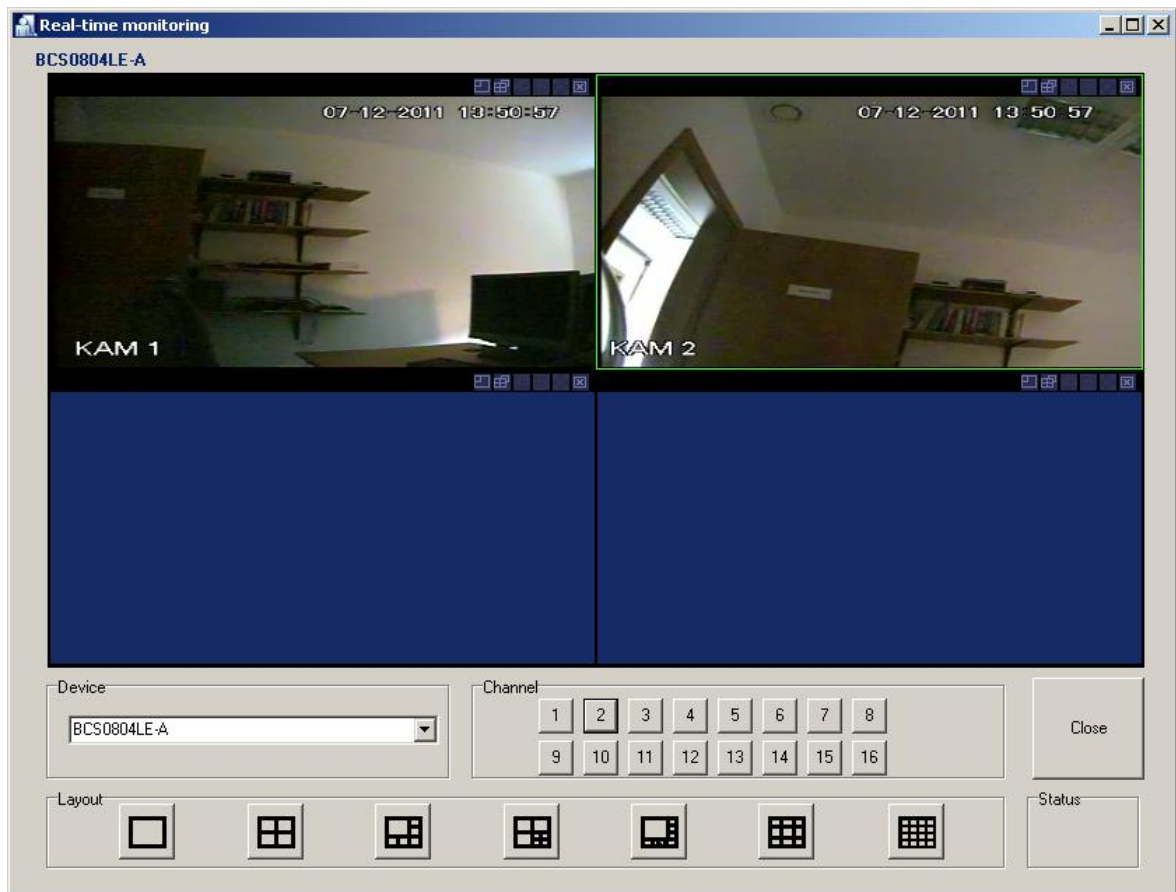 Real-time monitoring
BCS0804LE-A
07-12-2011 13:50:57
07-12-2011 13:50:57
KAM 1
KAM 2
Device
BCS0804LE-A
Channel
1 2 3 4 5 6 7 8
9 10 11 12 13 14 15 16
Close
Layout
Status